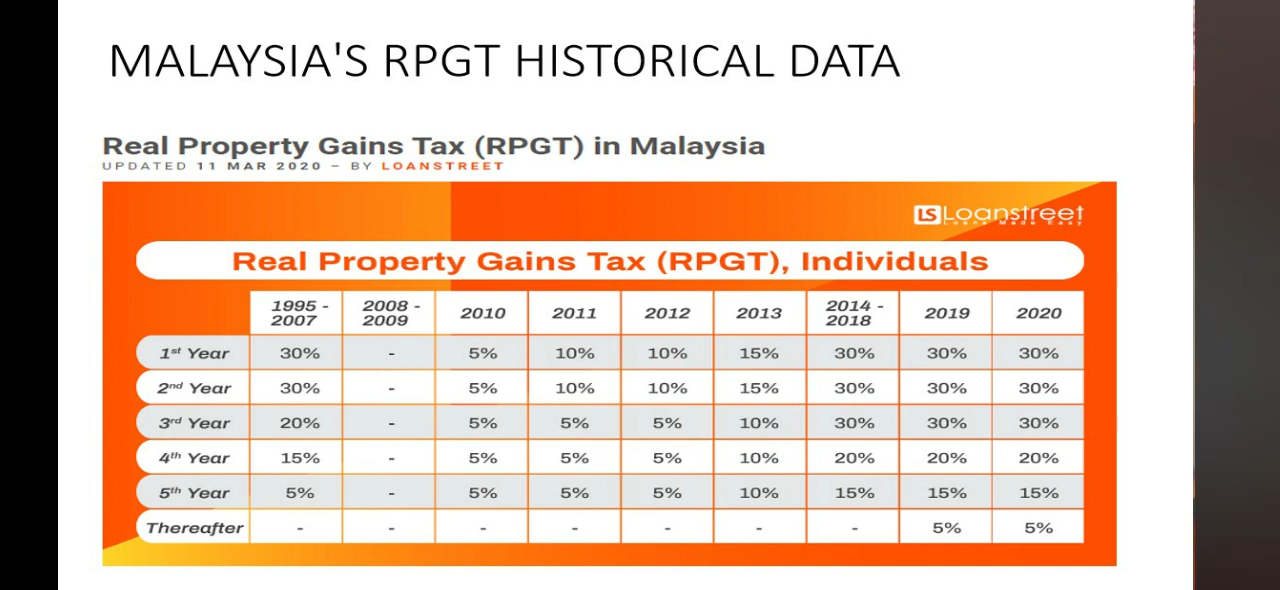 MALAYSIA'S RPGT HISTORICAL DATA
Real Property Gains Tax (RPGT) in Malaysia
UPDATED 11 MAR 2020 – BY LOANSTREET
LS Loanstreet
Loans Made Easy
Real Property Gains Tax (RPGT), Individuals
1995 - 2007 2008 - 2009 2010 2011 2012 2013 2014 - 2018 2019 2020
1st Year 30% - 5% 10% 10% 15% 30% 30% 30%
2nd Year 30% - 5% 10% 10% 15% 30% 30% 30%
3rd Year 20% - 5% 5% 5% 10% 30% 30% 30%
4th Year 15% - 5% 5% 5% 10% 20% 20% 20%
5th Year 5% - 5% 5% 5% 10% 15% 15% 15%
Thereafter - - - - - - - 5% 5%